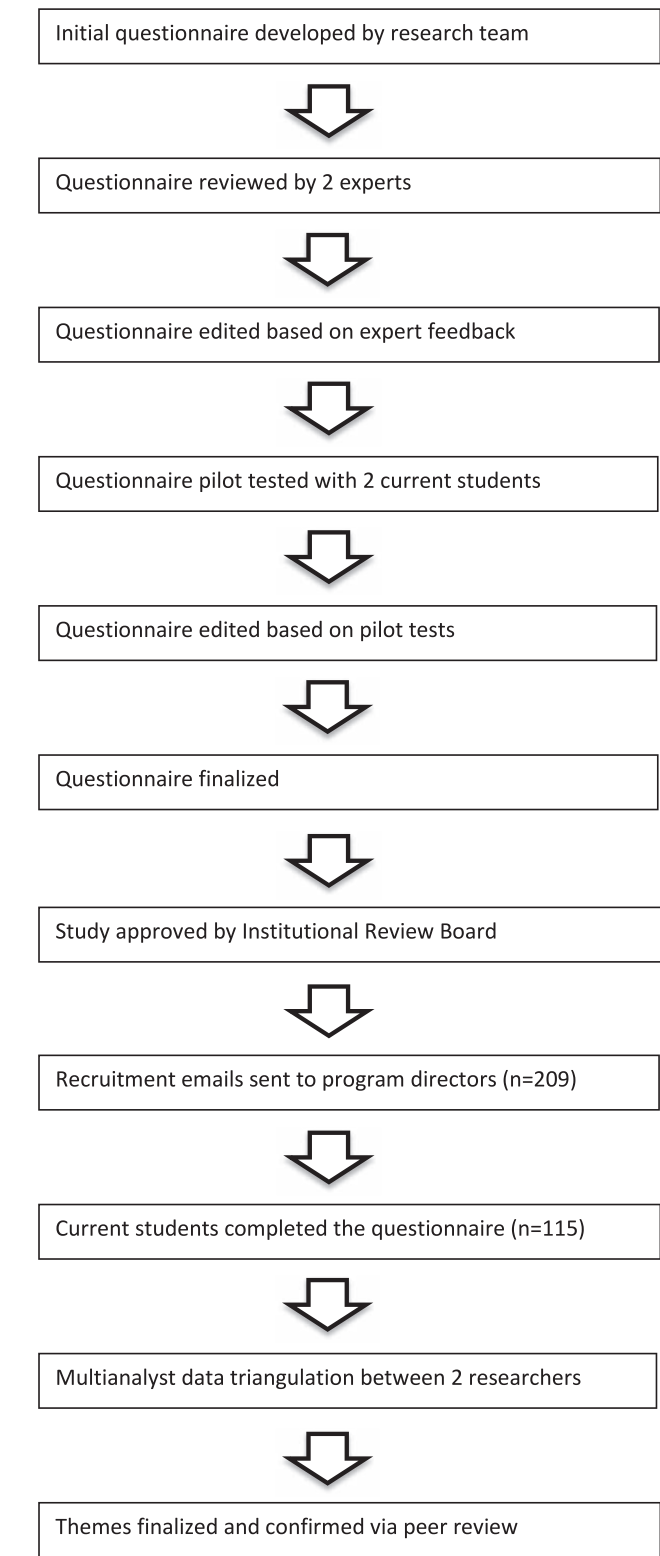 Initial questionnaire developed by research team
Questionnaire reviewed by 2 experts
Questionnaire edited based on expert feedback
Questionnaire pilot tested with 2 current students
Questionnaire edited based on pilot tests
Questionnaire finalized
Study approved by Institutional Review Board
Recruitment emails sent to program directors (n=209)
Current students completed the questionnaire (n=115)
Multianalyst data triangulation between 2 researchers
Themes finalized and confirmed via peer review